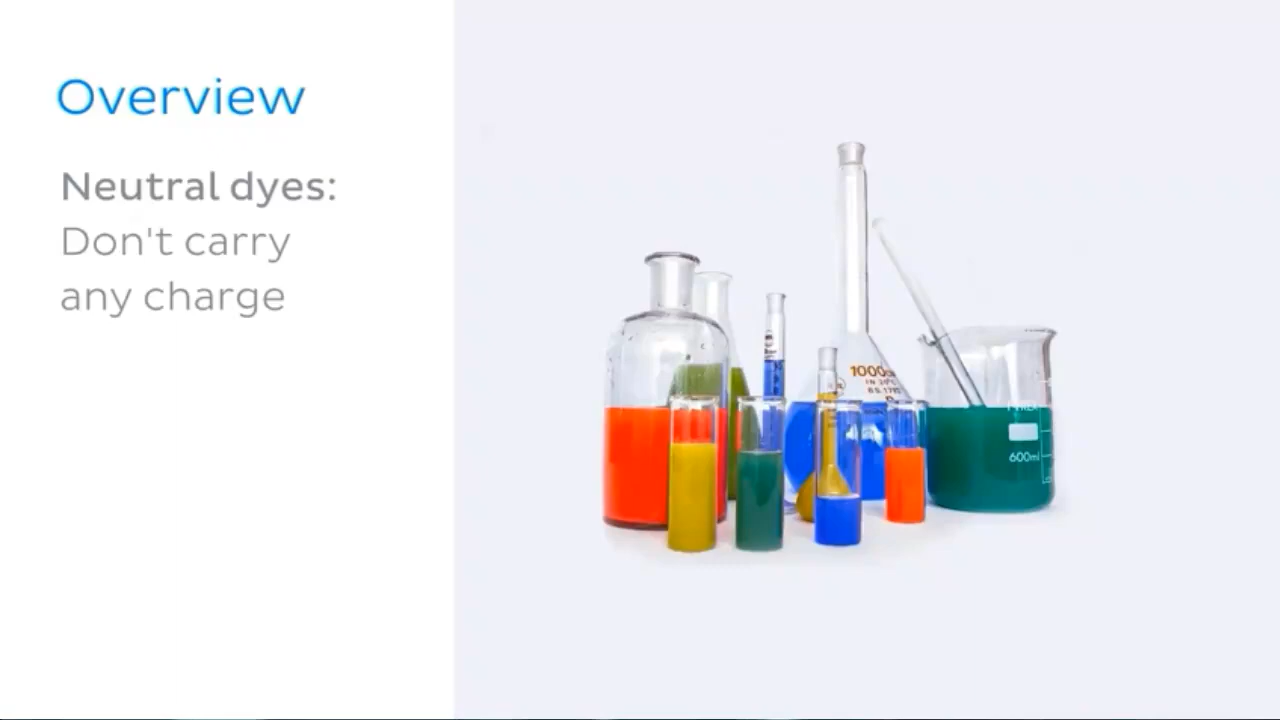 Overview
Neutral dyes:
Don't carry
any charge
600ml